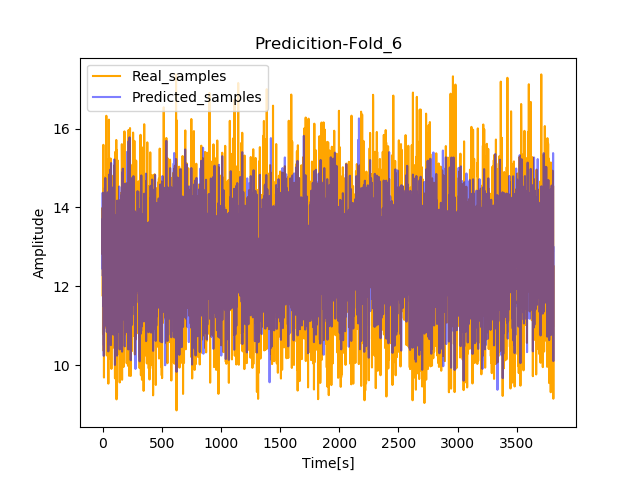 Predicition-Fold_6
Real_samples
Predicted_samples
16
14
12
10
Amplitude
0 500 1000 1500 2000 2500 3000 3500
Time[s]